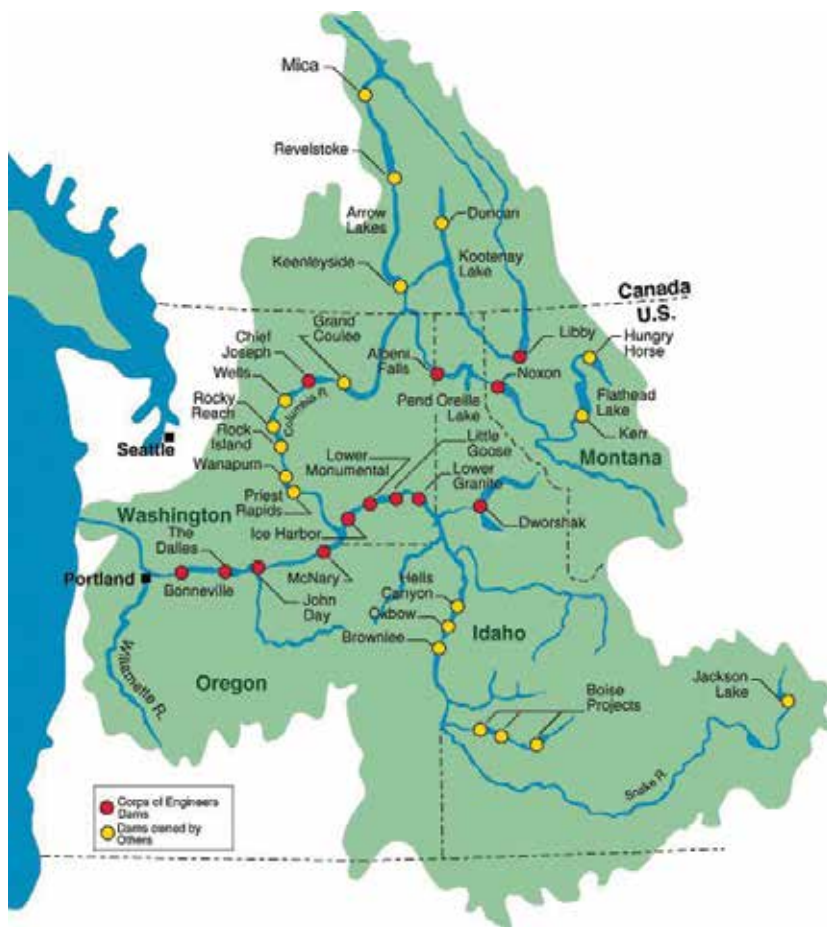 Mica
Revelstoke
Arrow
Lakes
Duncan
Kootenay
Lake
Keenleyside
Canada
U.S.
Grand
Coulee
Chief
Joseph
Albeni
Falls
Libby
Hungry
Horse
Noxon
Wells
Columbia R.
Pend Oreille
Lake
Flathead
Lake
Rocky
Reach
Kerr
Rock
Island
Seattle
Little
Goose
Lower
Monumental
Wanapum
Lower
Granite
Montana
Priest
Rapids
Washington
Ice Harbor
Dworshak
The
Dalles
Portland
Bonneville
McNary
John
Day
Hells
Canyon
Oxbow
Brownlee
Idaho
Willamette R.
Oregon
Boise
Projects
Jackson
Lake
Snake R.
Corps of Engineers
Dams
Dams owned by
Others